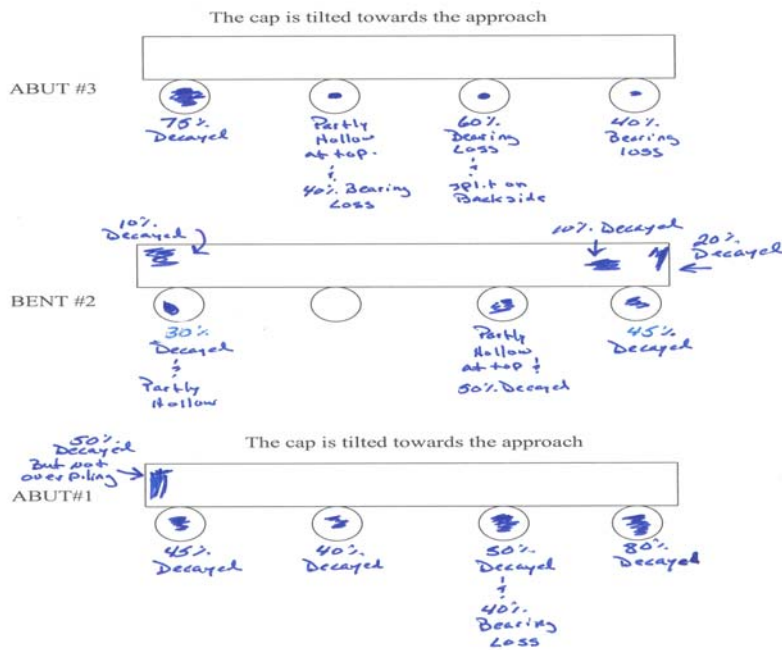 The cap is tilted towards the approach
ABUT #3
75%
Decayed
Partly
Hollow
at top.
&
40% Bearing
Loss
60%
Bearing
Loss
&
split on
Backside
40%
Bearing
loss
10%
Decayed
10% Decayed
20%
Decayed
BENT #2
30%
Decayed
&
Partly
Hollow
Partly
Hollow
at top &
50% Decayed
45%
Decayed
The cap is tilted towards the approach
50%
Decayed
But not
over piling
ABUT#1
45%
Decayed
40%
Decayed
50%
Decayed
&
40%
Bearing
Loss
80%
Decayed